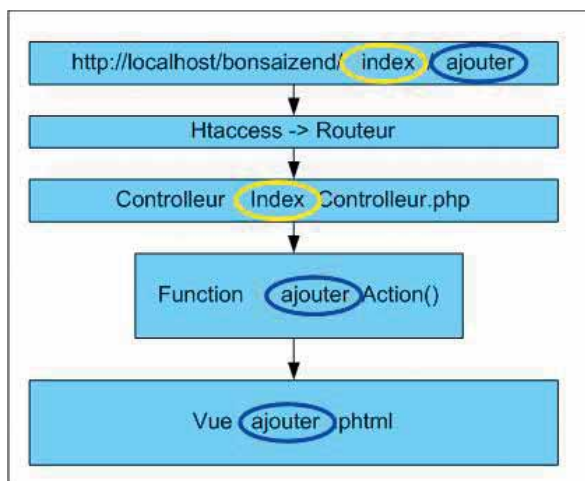 http://localhost/bonsaizend/ index / ajouter
Htaccess -> Routeur
Controlleur Index Controlleur.php
Function ajouter Action()
Vue ajouter phtml